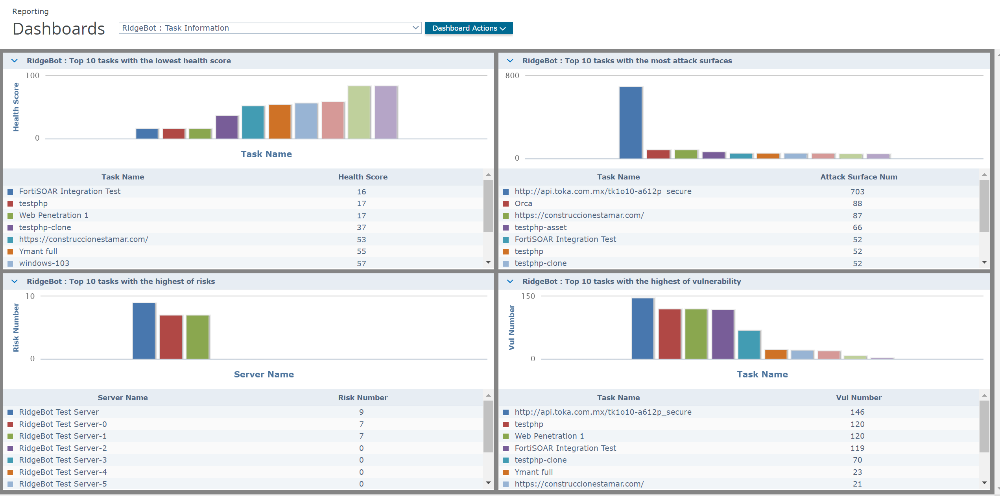 Reporting
Dashboards
RidgeBot : Task Information
Dashboard Actions
RidgeBot : Top 10 tasks with the lowest health score
100
Health Score
0
Task Name
Task Name Health Score
FortiSOAR Integration Test 16
testphp 17
Web Penetration 1 17
testphp-clone 37
https://construccionestamar.com/ 53
Ymant full 55
windows-103 57
RidgeBot : Top 10 tasks with the most attack surfaces
800
0
Task Name Attack Surface Num
http://api.toka.com.mx/tk1o10-a612p_secure 703
Orca 88
https://construccionestamar.com/ 87
testphp-asset 66
FortiSOAR Integration Test 52
testphp 52
testphp-clone 52
RidgeBot : Top 10 tasks with the highest of risks
10
Risk Number
0
Server Name
Server Name Risk Number
RidgeBot Test Server 9
RidgeBot Test Server-0 7
RidgeBot Test Server-1 7
RidgeBot Test Server-2 0
RidgeBot Test Server-3 0
RidgeBot Test Server-4 0
RidgeBot Test Server-5 0
RidgeBot : Top 10 tasks with the highest of vulnerability
150
Vul Number
0
Task Name
Task Name Vul Number
http://api.toka.com.mx/tk1o10-a612p_secure 146
testphp 120
Web Penetration 1 120
FortiSOAR Integration Test 119
testphp-clone 70
Ymant full 23
https://construccionestamar.com/ 21